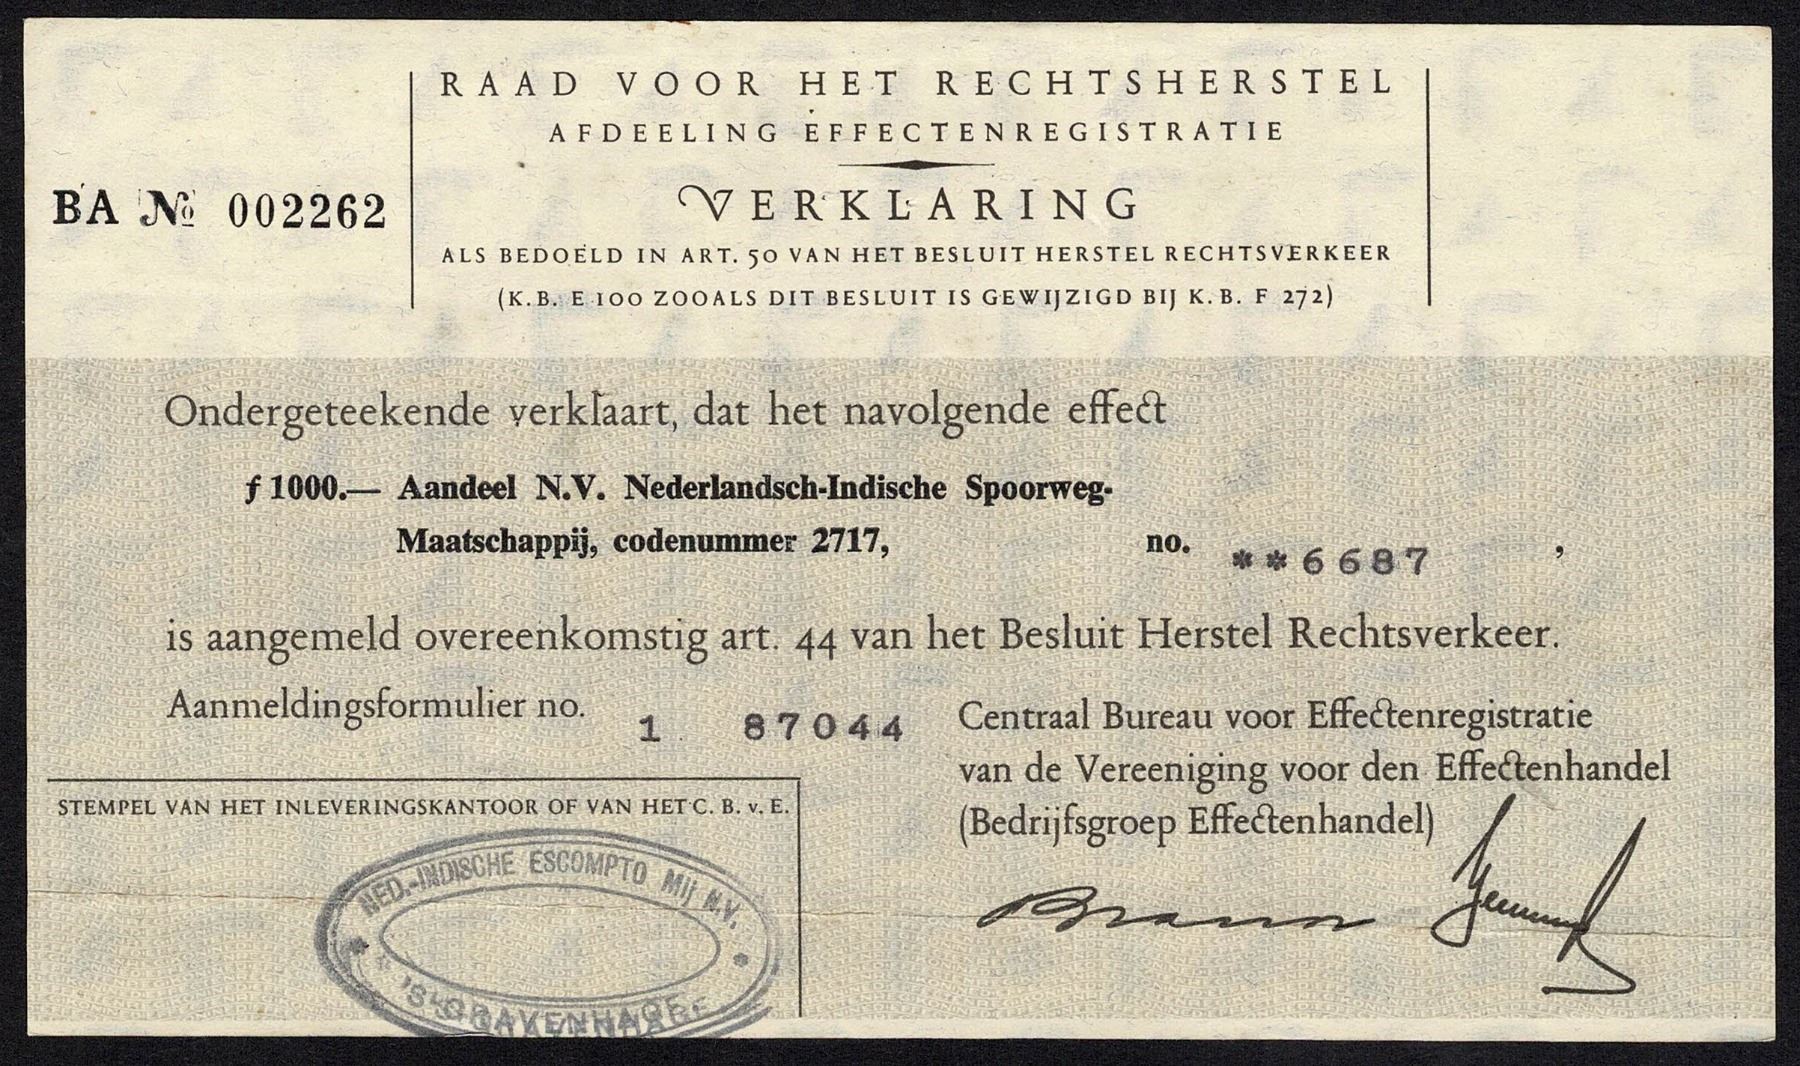 RAAD VOOR HET RECHTSHERSTEL
AFDEELING EFFECTENREGISTRATIE
BA № 002262
VERKLARING
ALS BEDOELD IN ART. 50 VAN HET BESLUIT HERSTEL RECHTSVERKEER
(K.B. E 100 ZOOALS DIT BESLUIT IS GEWIJZIGD BIJ K.B. F 272)
Ondergeteekende verklaart, dat het navolgende effect
ƒ 1000.— Aandeel N.V. Nederlandsch-Indische Spoorweg-
Maatschappij, codenummer 2717, no. **6687,
is aangemeld overeenkomstig art. 44 van het Besluit Herstel Rechtsverkeer.
Aanmeldingsformulier no. 1 87044
Centraal Bureau voor Effectenregistratie
van de Vereeniging voor den Effectenhandel
(Bedrijfsgroep Effectenhandel)
STEMPEL VAN HET INLEVERINGSKANTOOR OF VAN HET C. B. v. E.
NED.-INDISCHE ESCOMPTO Mij N.V.
'S-GRAVENHAGE